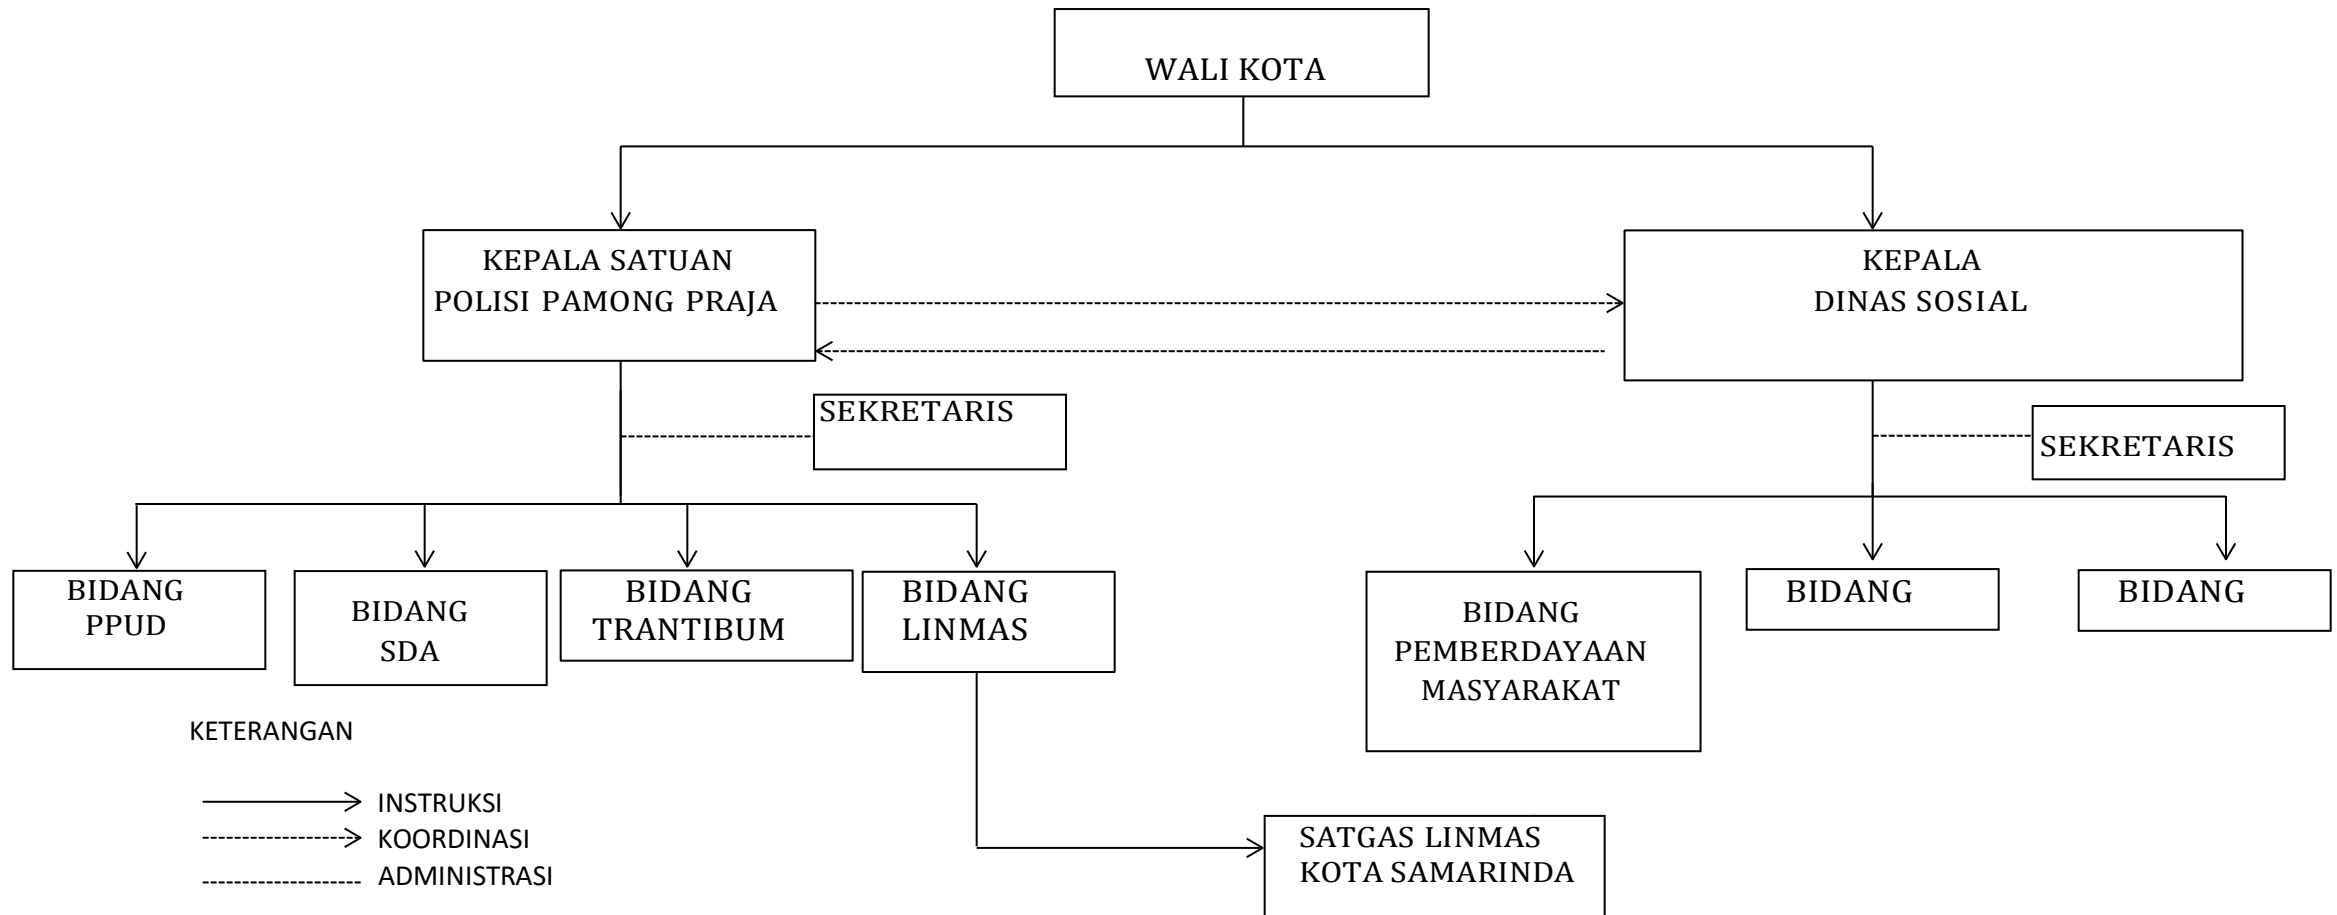 WALI KOTA
KEPALA SATUAN
POLISI PAMONG PRAJA
KEPALA
DINAS SOSIAL
SEKRETARIS
SEKRETARIS
BIDANG
PPUD
BIDANG
SDA
BIDANG
TRANTIBUM
BIDANG
LINMAS
BIDANG
PEMBERDAYAAN
MASYARAKAT
BIDANG
BIDANG
KETERANGAN
INSTRUKSI
KOORDINASI
ADMINISTRASI
SATGAS LINMAS
KOTA SAMARINDA